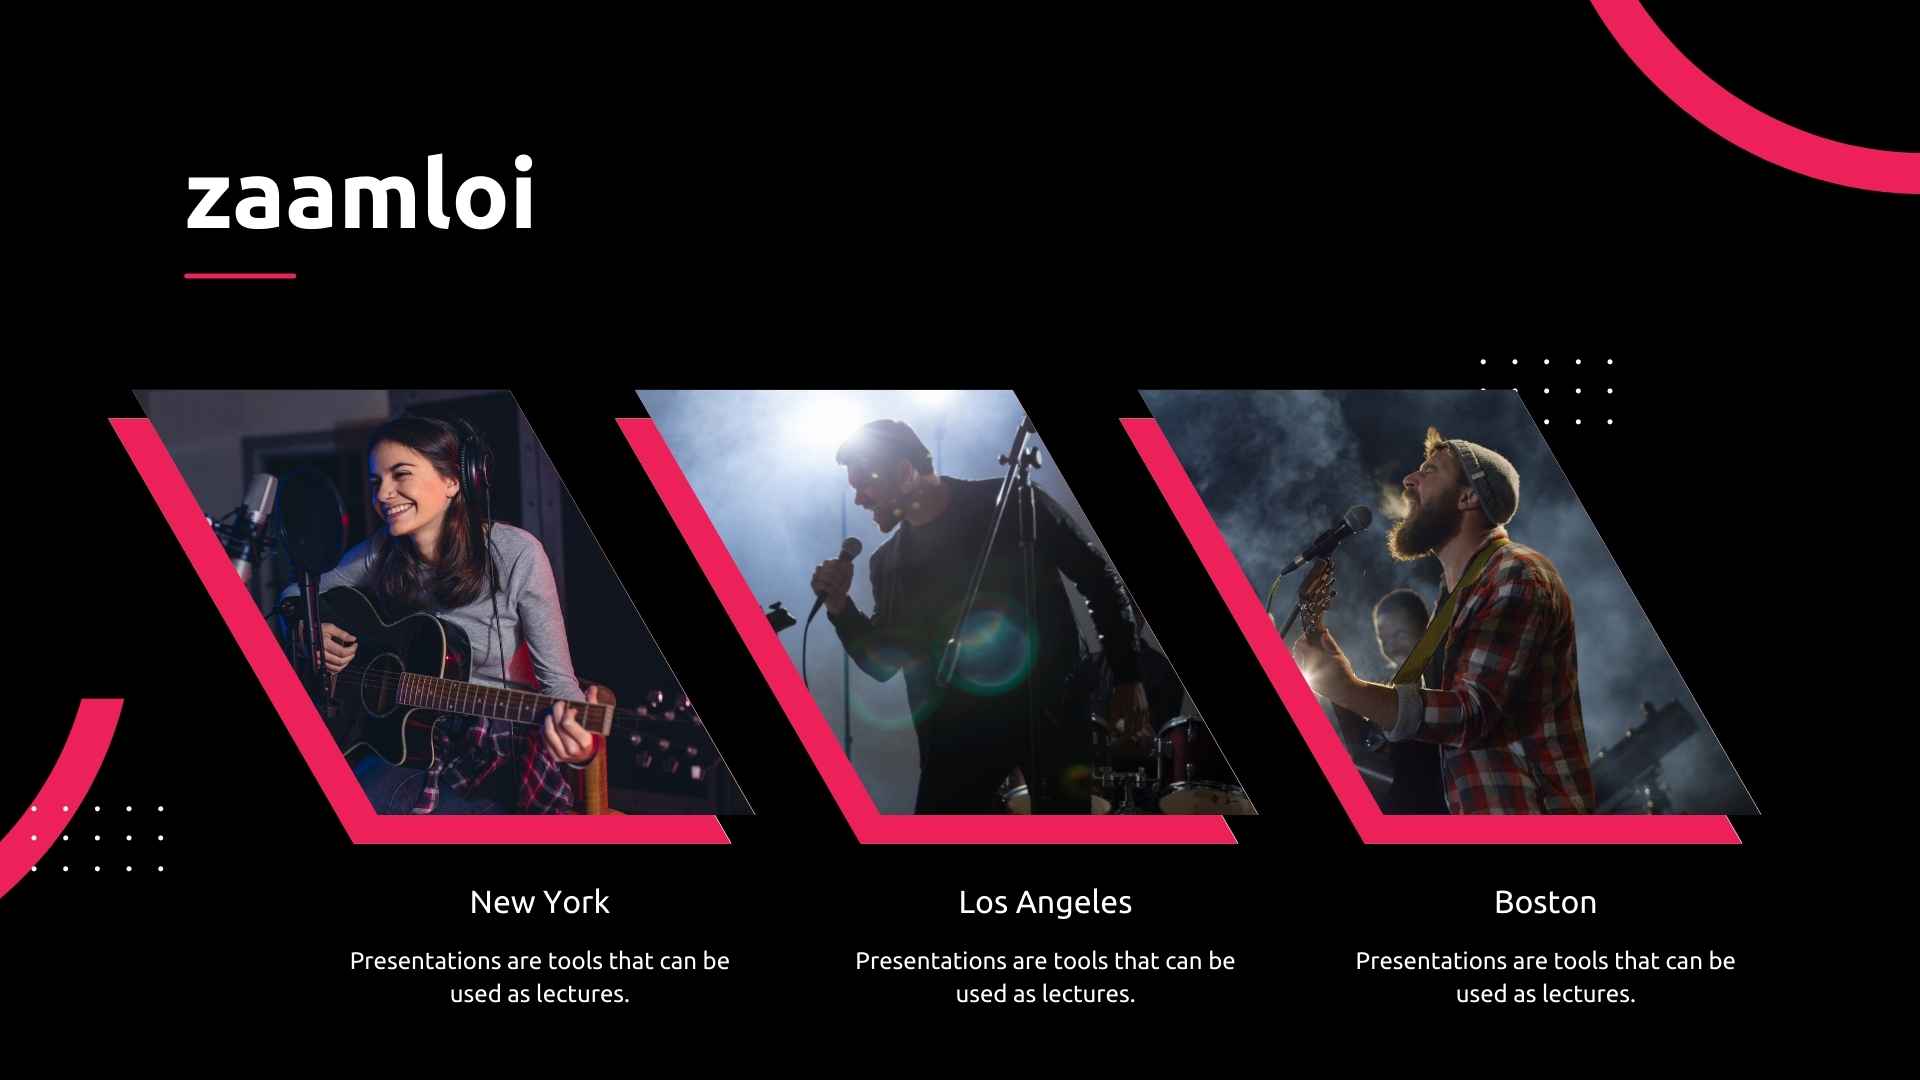 zaamloi
New York
Presentations are tools that can be
used as lectures.
Los Angeles
Presentations are tools that can be
used as lectures.
Boston
Presentations are tools that can be
used as lectures.